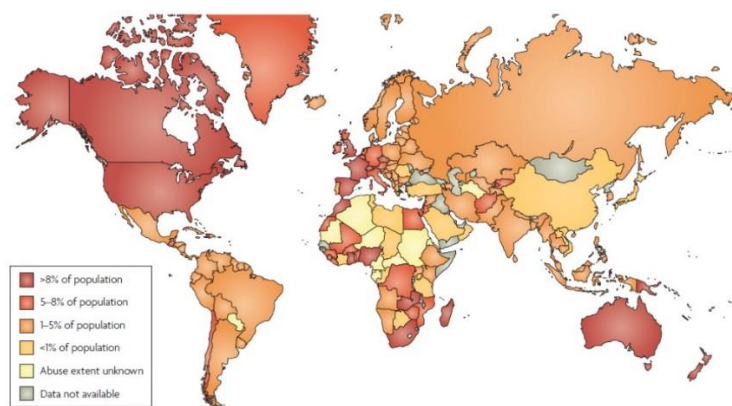 >8% of population
5–8% of population
1–5% of population
<1% of population
Abuse extent unknown
Data not available